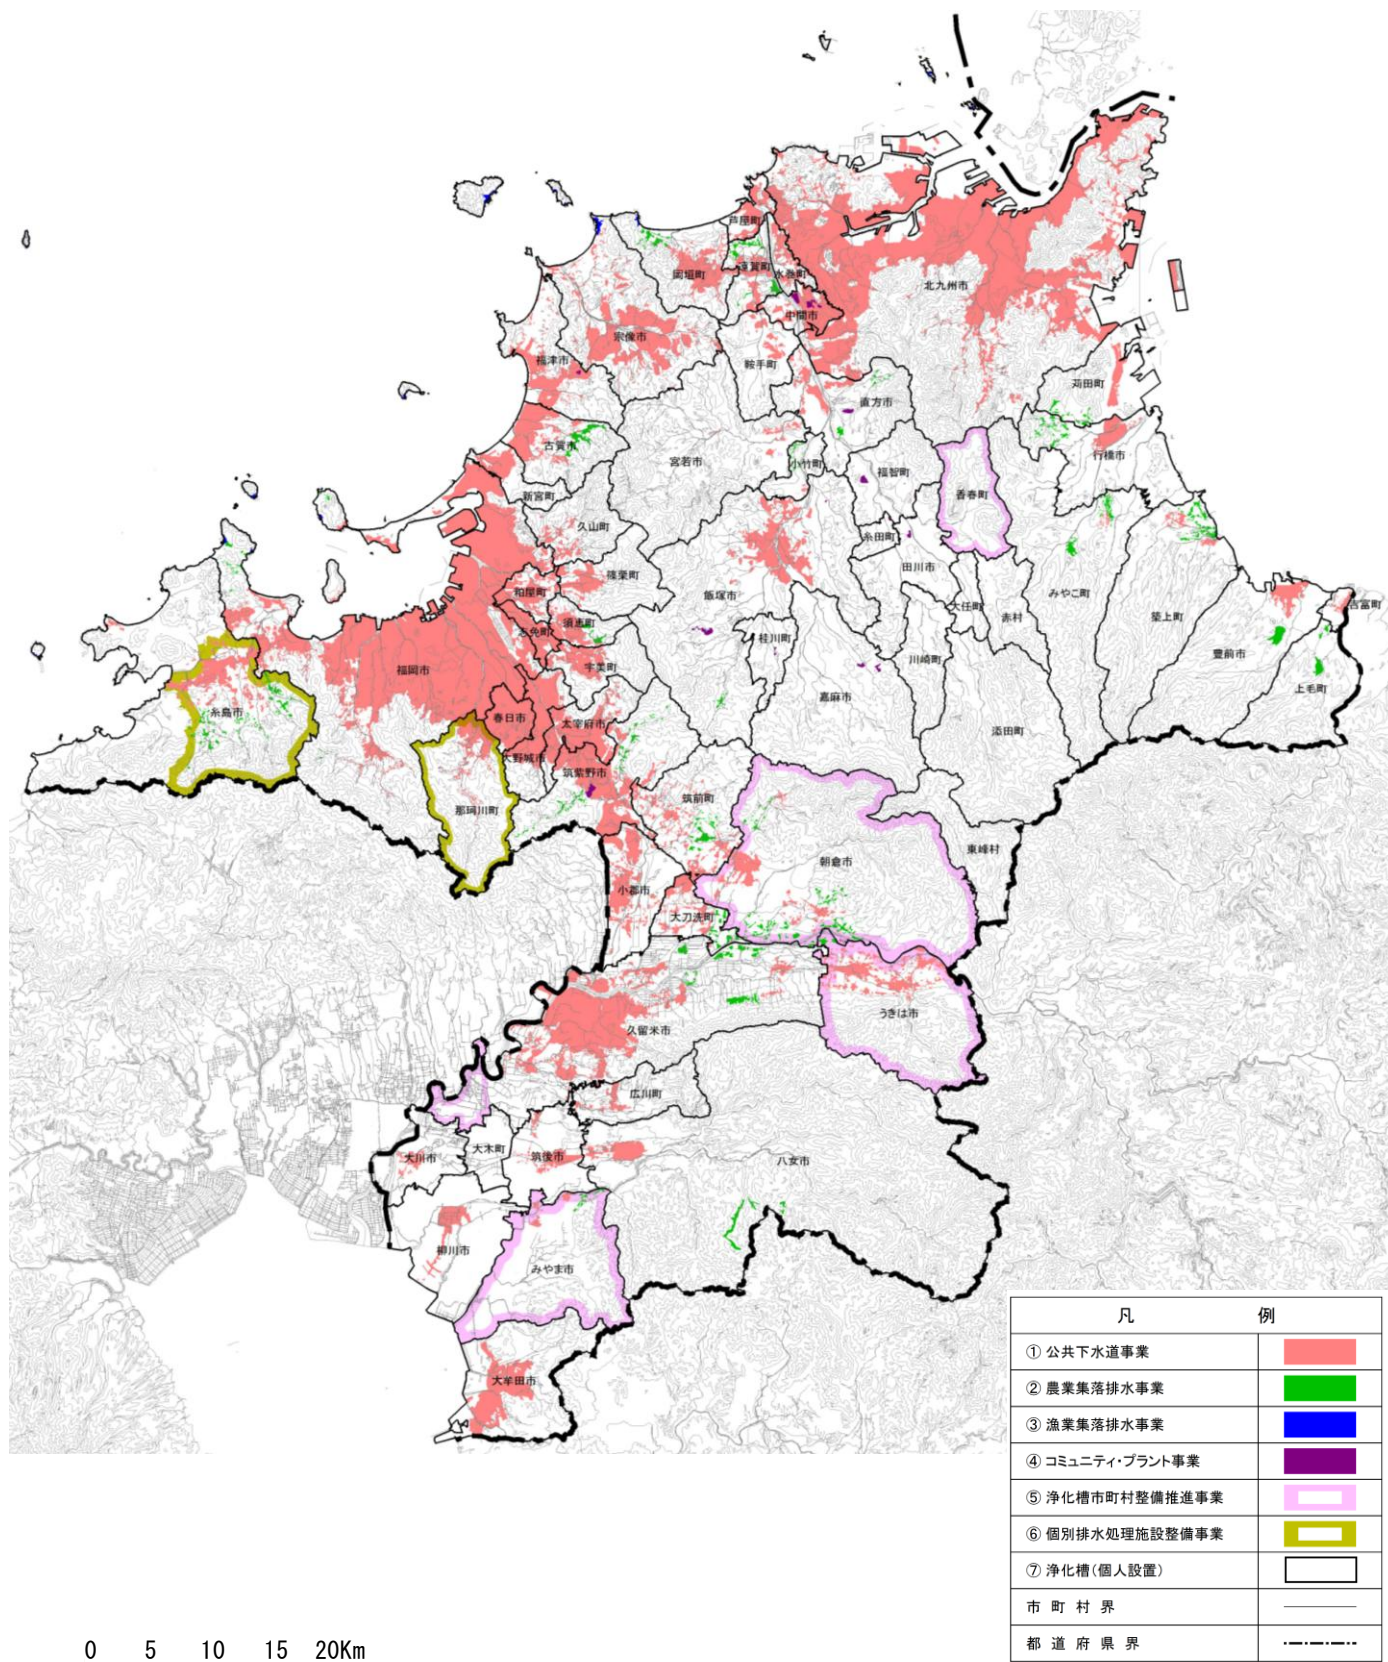 芦屋町
岡垣町
遠賀町
水巻町
北九州市
中間市
宗像市
福津市
鞍手町
苅田町
直方市
古賀市
行橋市
宮若市
小竹町
福智町
香春町
新宮町
久山町
糸田町
田川市
篠栗町
粕屋町
飯塚市
みやこ町
大任町
赤村
築上町
吉富町
須恵町
志免町
桂川町
豊前市
宇美町
川崎町
福岡市
上毛町
嘉麻市
糸島市
春日市
太宰府市
添田町
大野城市
筑紫野市
筑前町
那珂川町
東峰村
朝倉市
小郡市
大刀洗町
うきは市
久留米市
広川町
大木町
大川市
筑後市
八女市
柳川市
みやま市
大牟田市
凡 例
① 公共下水道事業
② 農業集落排水事業
③ 漁業集落排水事業
④ コミュニティ・プラント事業
⑤ 浄化槽市町村整備推進事業
⑥ 個別排水処理施設整備事業
⑦ 浄化槽(個人設置)
市 町 村 界
都 道 府 県 界
0 5 10 15 20Km